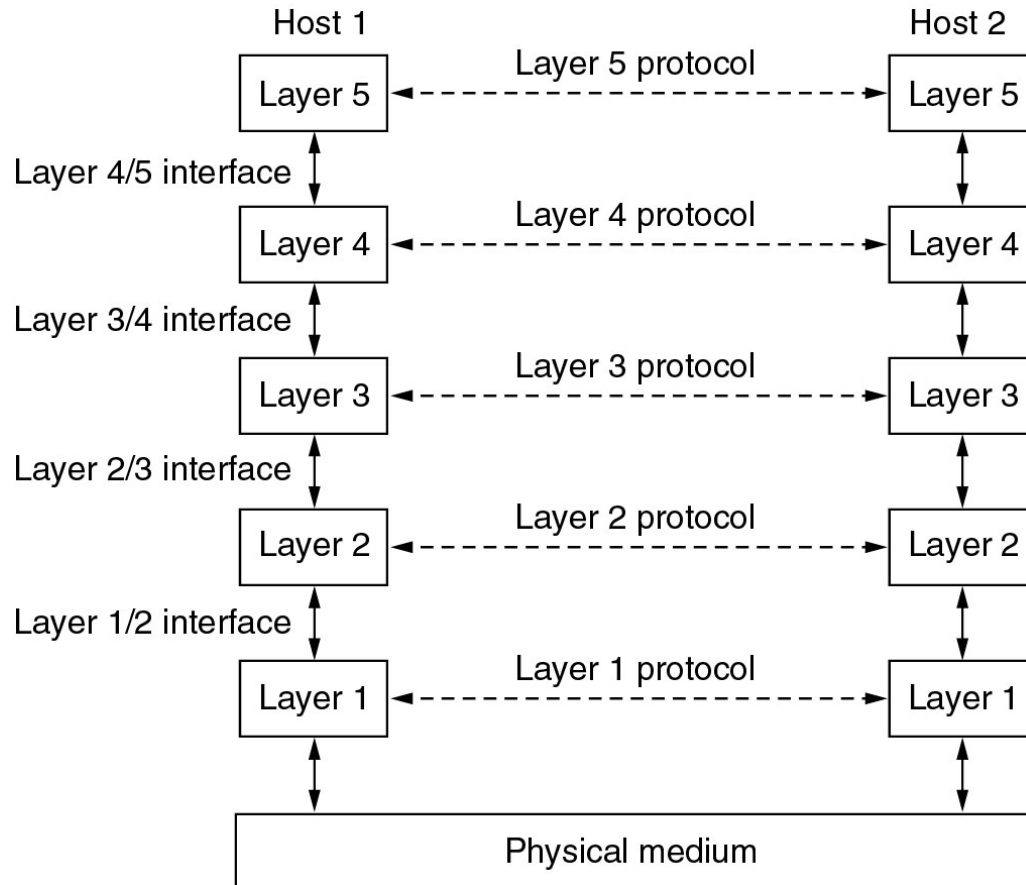 Host 1
Host 2
Layer 5
Layer 5 protocol
Layer 5
Layer 4/5 interface
Layer 4
Layer 4 protocol
Layer 4
Layer 3/4 interface
Layer 3
Layer 3 protocol
Layer 3
Layer 2/3 interface
Layer 2
Layer 2 protocol
Layer 2
Layer 1/2 interface
Layer 1
Layer 1 protocol
Layer 1
Physical medium